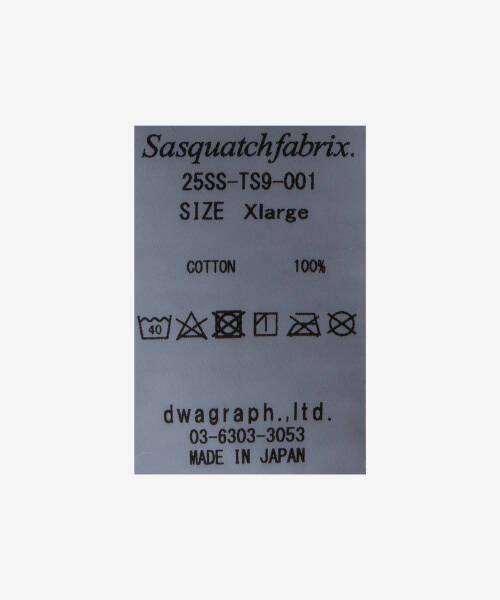 Sasquatchfabrix.
25SS-TS9-001
SIZE Xlarge
COTTON 100%
40
dwagraph.,ltd.
03-6303-3053
MADE IN JAPAN